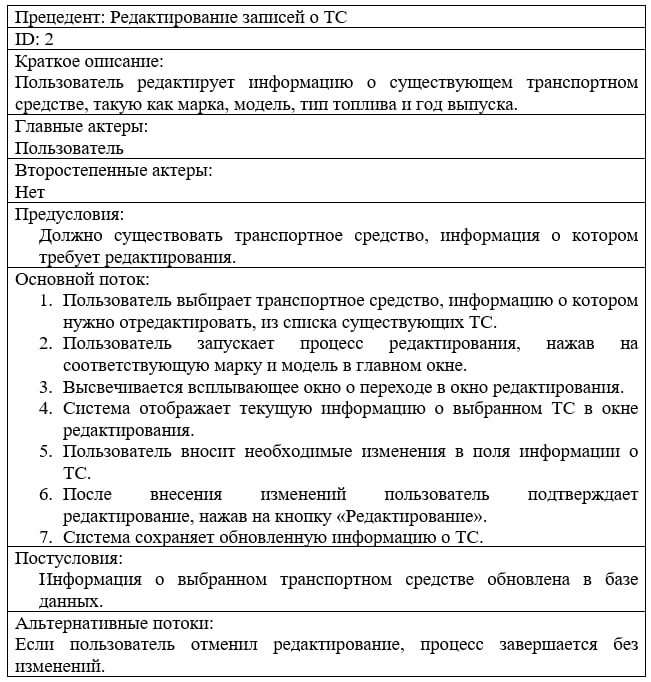 Прецедент: Редактирование записей о ТС
ID: 2
Краткое описание:
Пользователь редактирует информацию о существующем транспортном
средстве, такую как марка, модель, тип топлива и год выпуска.
Главные актеры:
Пользователь
Второстепенные актеры:
Нет
Предусловия:
Должно существовать транспортное средство, информация о котором
требует редактирования.
Основной поток:
1. Пользователь выбирает транспортное средство, информацию о котором
нужно отредактировать, из списка существующих ТС.
2. Пользователь запускает процесс редактирования, нажав на
соответствующую марку и модель в главном окне.
3. Высвечивается всплывающее окно о переходе в окно редактирования.
4. Система отображает текущую информацию о выбранном ТС в окне
редактирования.
5. Пользователь вносит необходимые изменения в поля информации о
ТС.
6. После внесения изменений пользователь подтверждает
редактирование, нажав на кнопку «Редактирование».
7. Система сохраняет обновленную информацию о ТС.
Постусловия:
Информация о выбранном транспортном средстве обновлена в базе
данных.
Альтернативные потоки:
Если пользователь отменил редактирование, процесс завершается без
изменений.